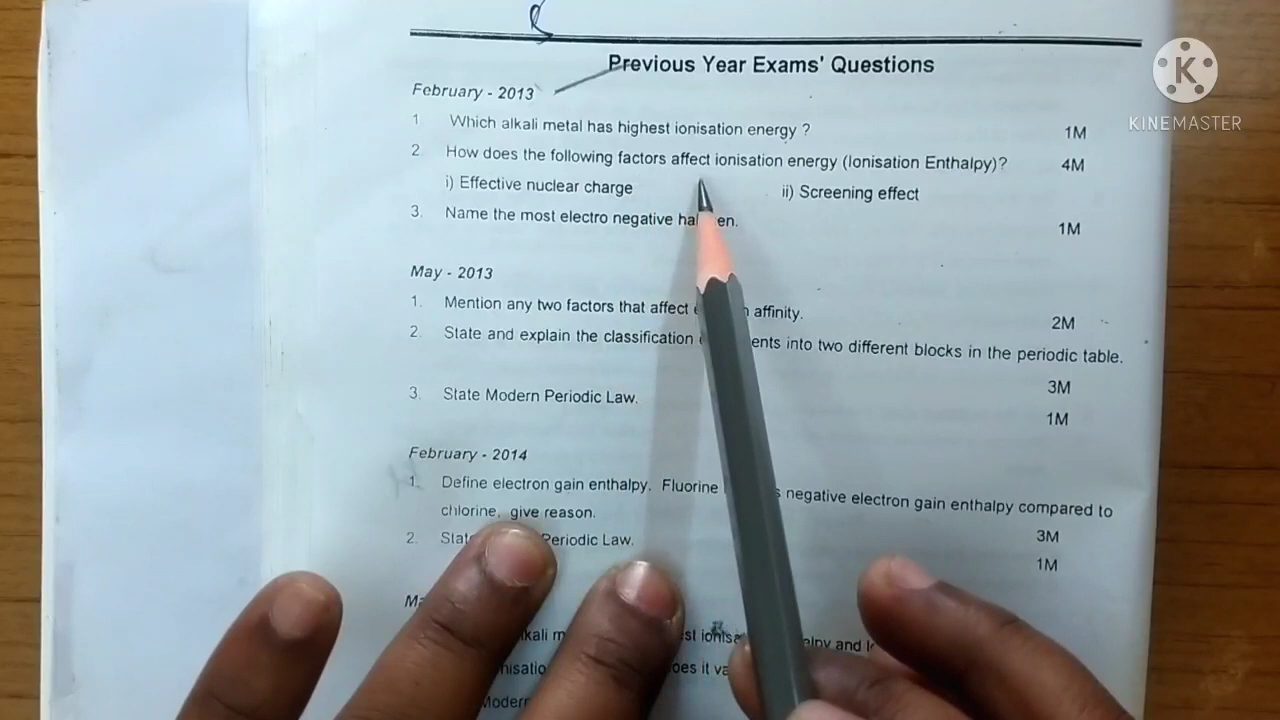 K
KINEMASTER
Previous Year Exams' Questions
February - 2013
1. Which alkali metal has highest ionisation energy ? 1M
2. How does the following factors affect ionisation energy (Ionisation Enthalpy)? 4M
i) Effective nuclear charge ii) Screening effect
3. Name the most electro negative en. 1M
May - 2013
1. Mention any two factors that affect affinity. 2M
2. State and explain the classification ents into two different blocks in the periodic table.
3M
3. State Modern Periodic Law.
1M
February - 2014
1. Define electron gain enthalpy. Fluorine negative electron gain enthalpy compared to
chlorine, give reason.
3M
2. Periodic Law.
1M